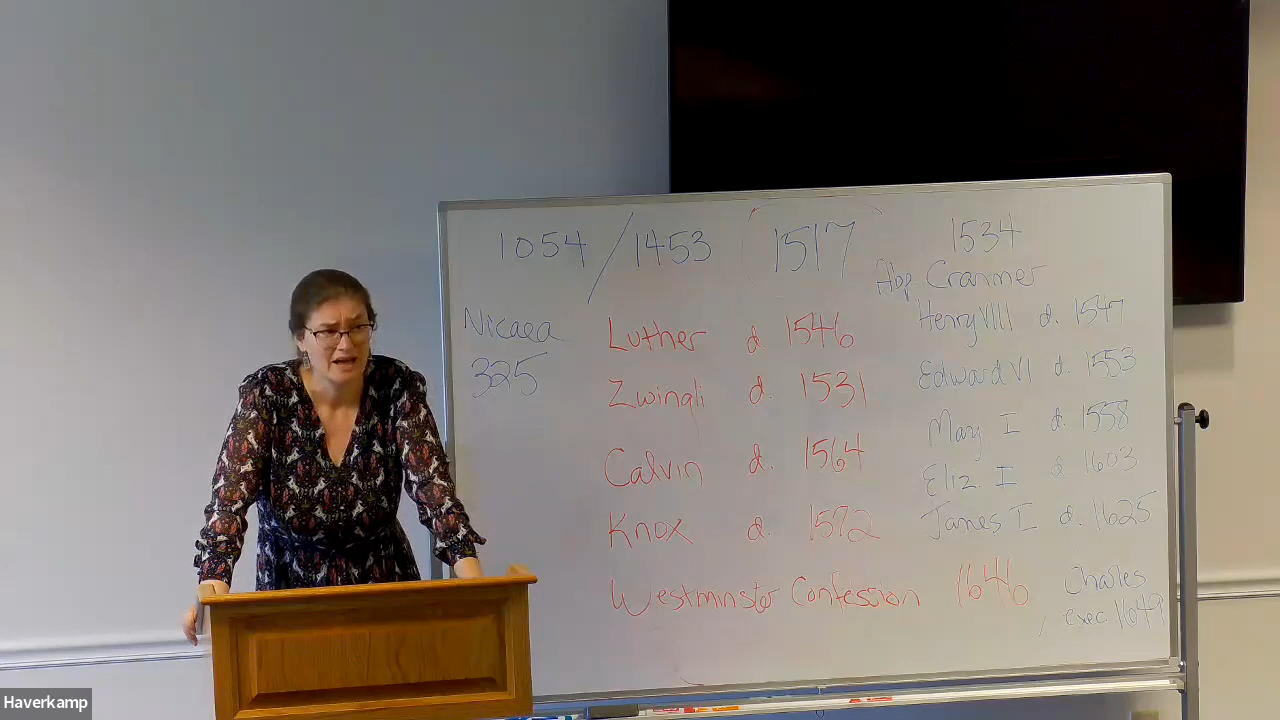 1054 / 1453 1517 1534
Abp Cranmer
Nicaea
325
Luther d 1546
Zwingli d. 1531
Calvin d. 1564
Knox d. 1572
Westminster Confession 1646
Henry VIII d. 1547
Edward VI d. 1553
Mary I d. 1558
Eliz I d 1603
James I d. 1625
Charles
exec 1649
Haverkamp